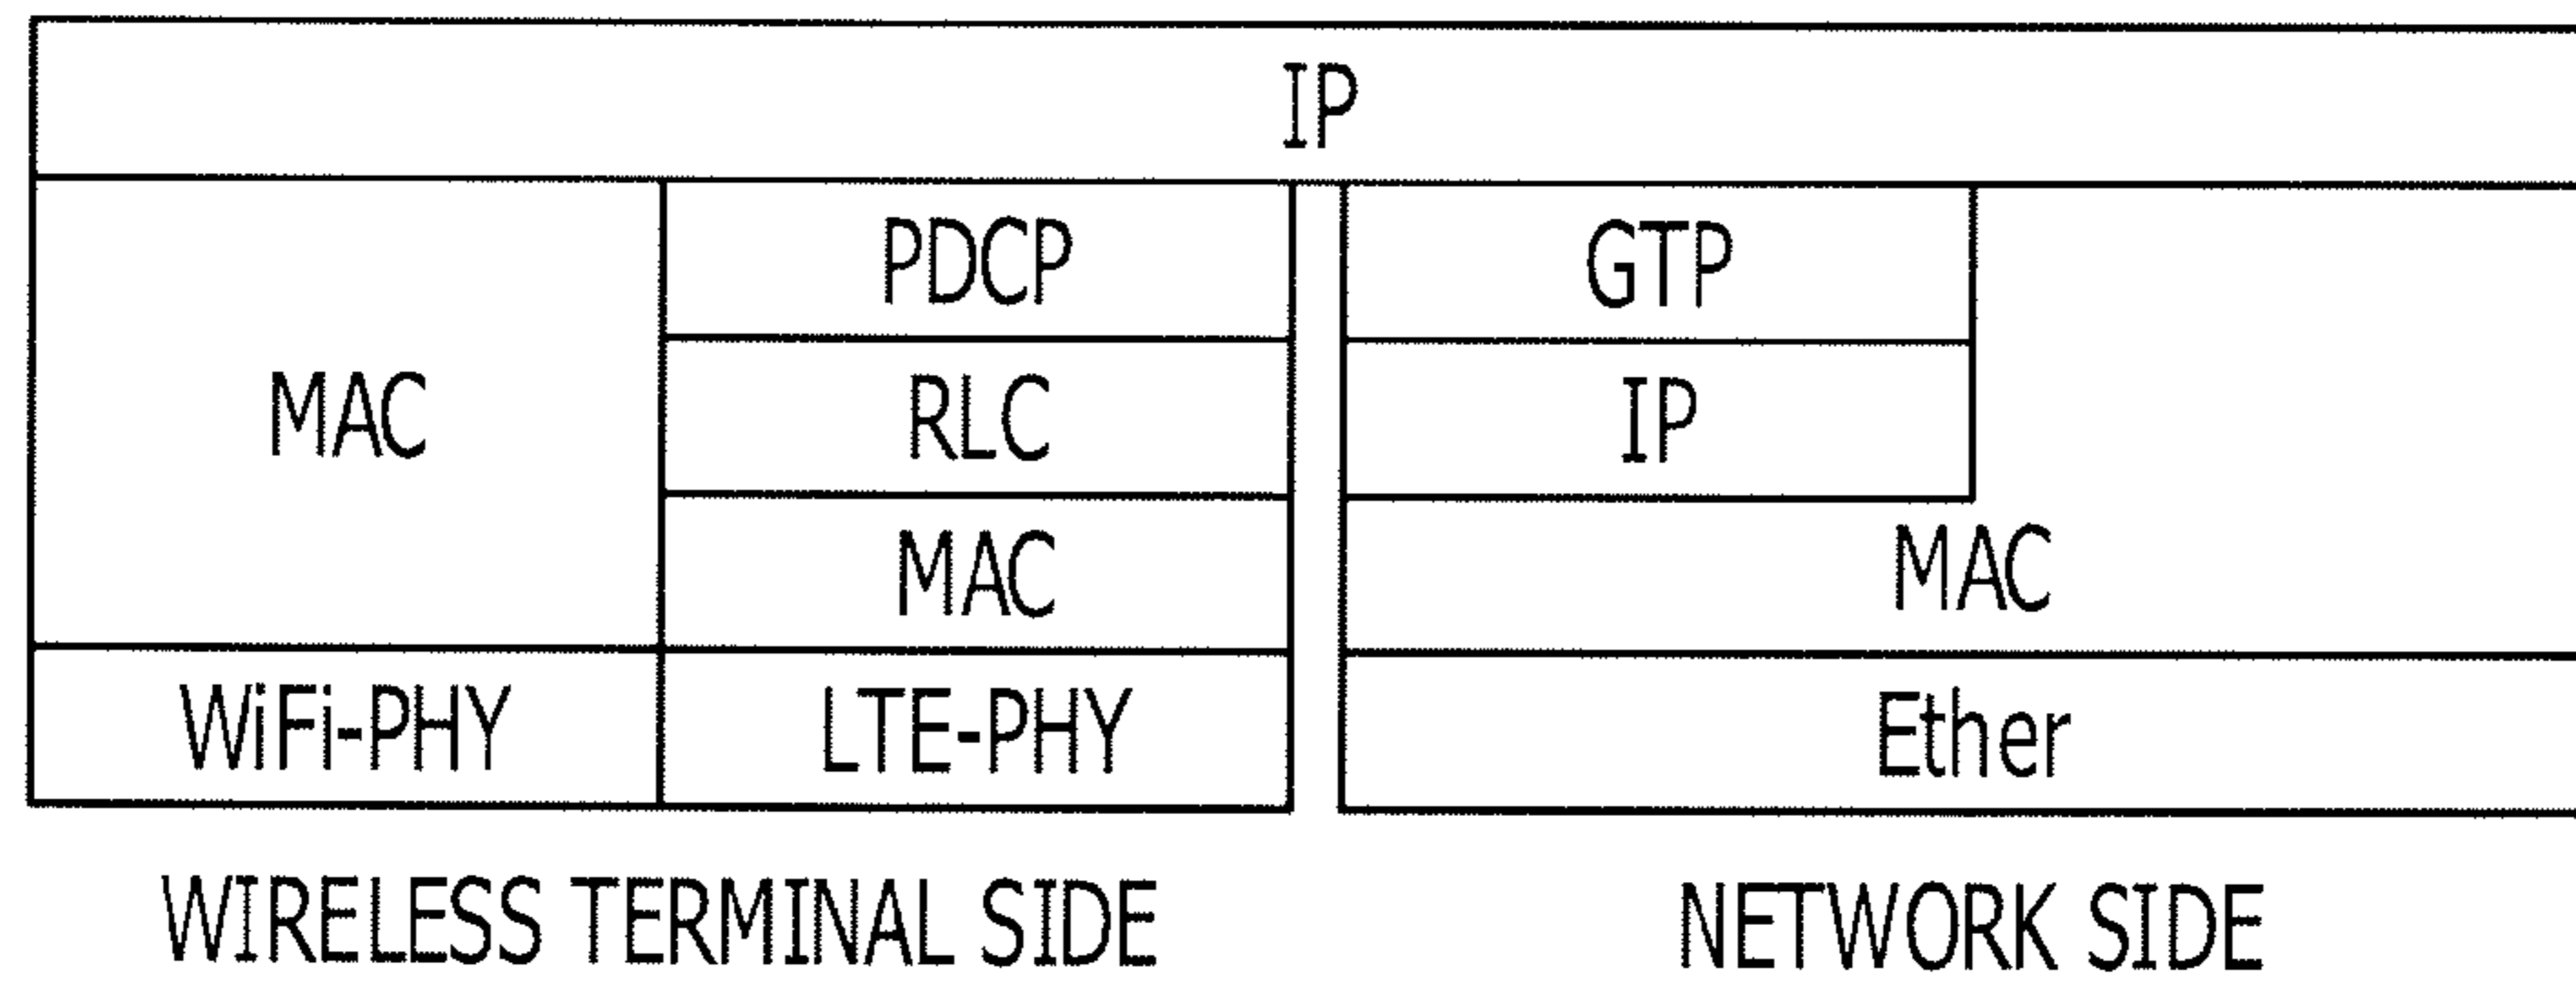 IP
PDCP
GTP
MAC
RLC
IP
MAC
MAC
WiFi-PHY
LTE-PHY
Ether
WIRELESS TERMINAL SIDE
NETWORK SIDE